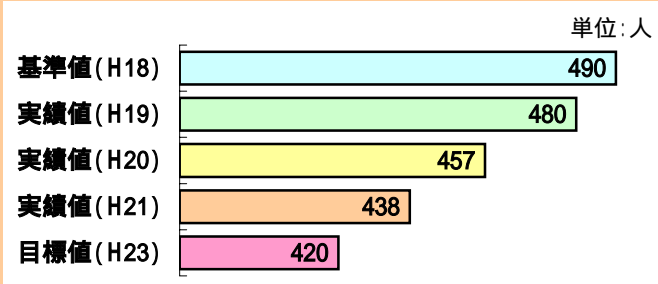 単位:人
基準値(H18) 490
実績値(H19) 480
実績値(H20) 457
実績値(H21) 438
目標値(H23) 420